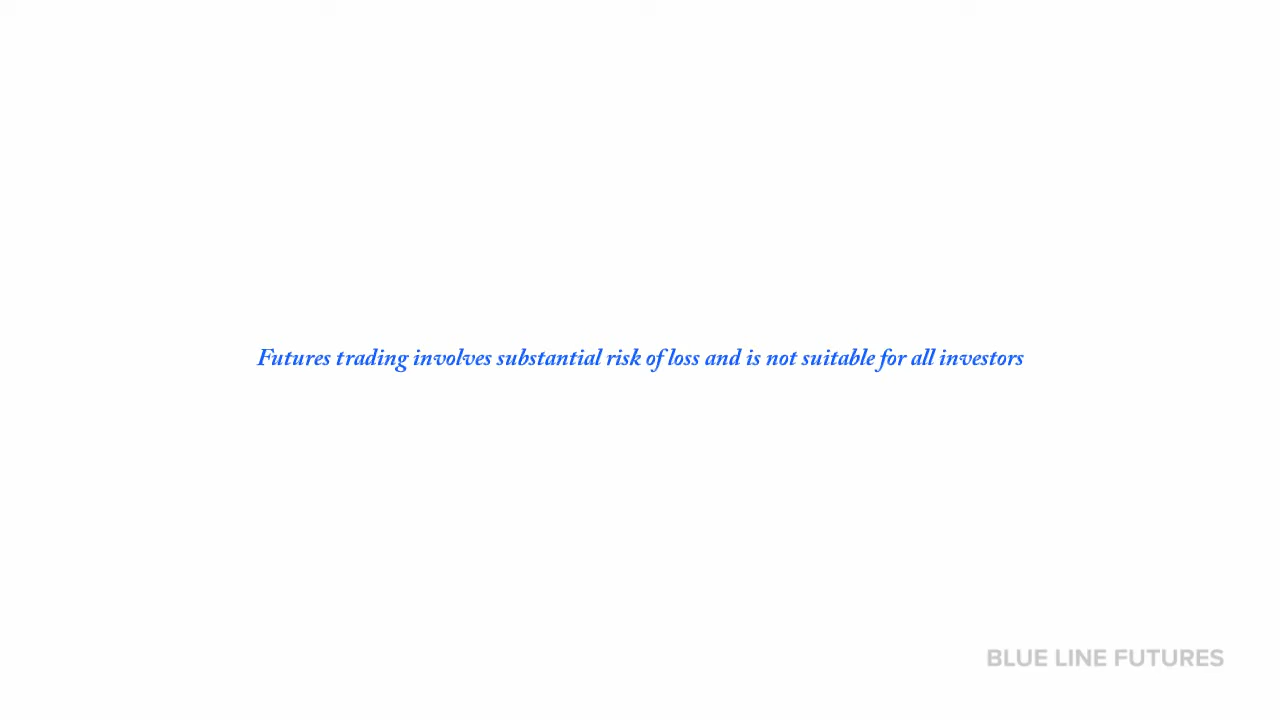 Futures trading involves substantial risk of loss and is not suitable for all investors
BLUE LINE FUTURES